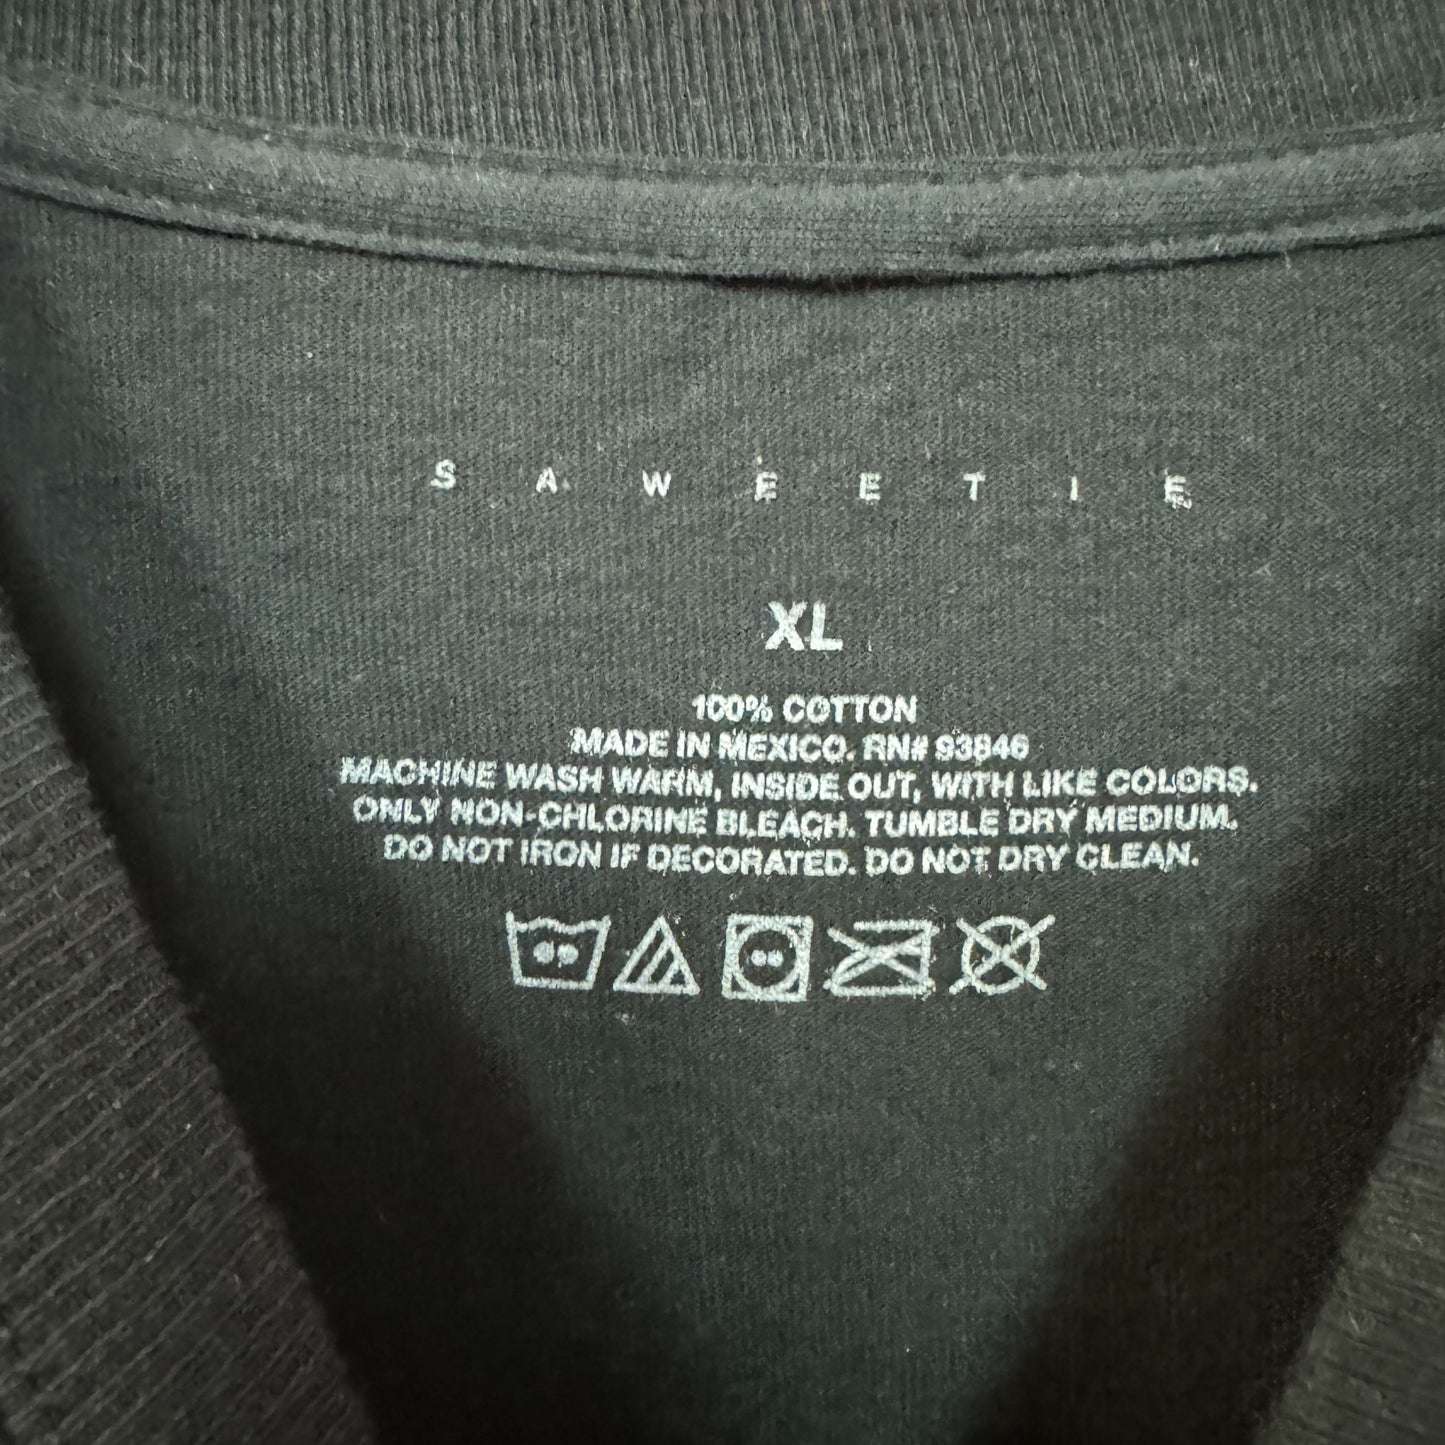 S A W E E T I E
XL
100% COTTON
MADE IN MEXICO. RN# 93846
MACHINE WASH WARM, INSIDE OUT, WITH LIKE COLORS.
ONLY NON-CHLORINE BLEACH. TUMBLE DRY MEDIUM.
DO NOT IRON IF DECORATED. DO NOT DRY CLEAN.